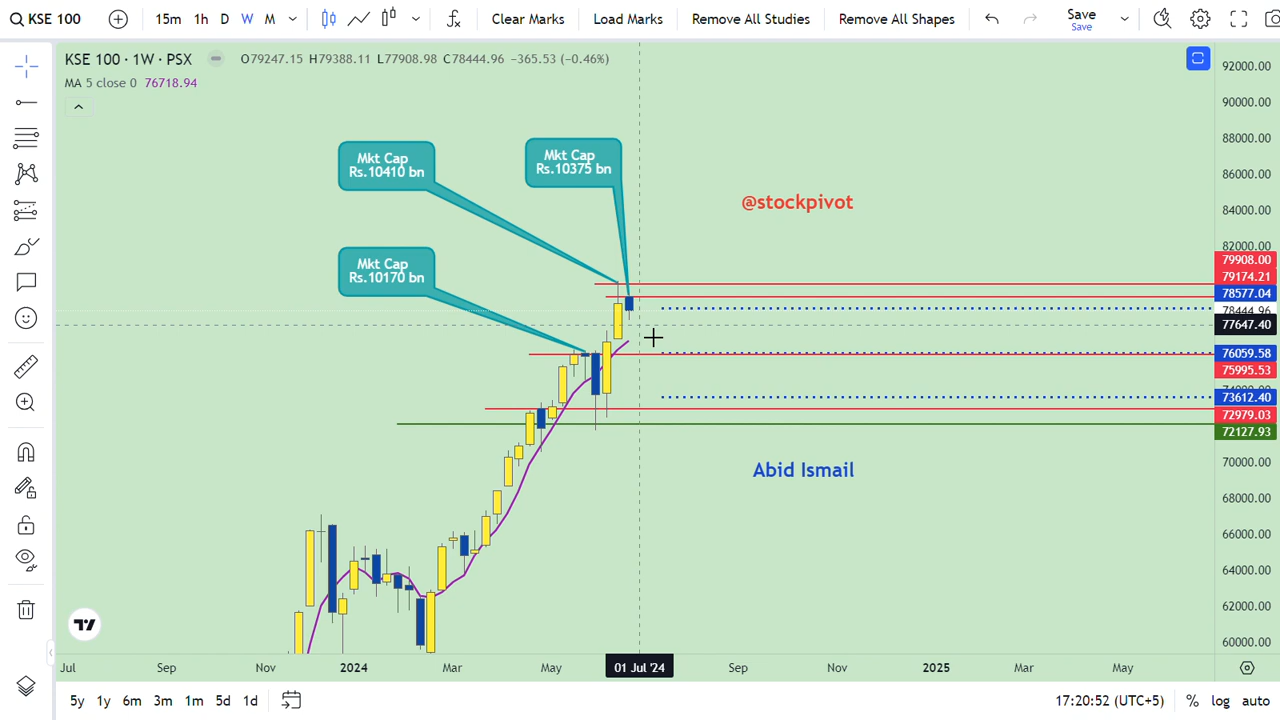 KSE 100
15m 1h D W M
Clear Marks
Load Marks
Remove All Studies
Remove All Shapes
Save
Save
KSE 100 · 1W · PSX
O79247.15 H79388.11 L77908.98 C78444.96 −365.53 (−0.46%)
MA 5 close 0 76718.94
Mkt Cap
Rs.10410 bn
Mkt Cap
Rs.10375 bn
Mkt Cap
Rs.10170 bn
@stockpivot
Abid Ismail
92000.00
90000.00
88000.00
86000.00
84000.00
82000.00
79908.00
79174.21
78577.04
78444.96
77647.40
76059.58
75995.53
74000.00
73612.40
72979.03
72127.93
70000.00
68000.00
66000.00
64000.00
62000.00
60000.00
Jul Sep Nov 2024 Mar May 01 Jul '24 Sep Nov 2025 Mar May
5y 1y 6m 3m 1m 5d 1d
17:20:52 (UTC+5) % log auto